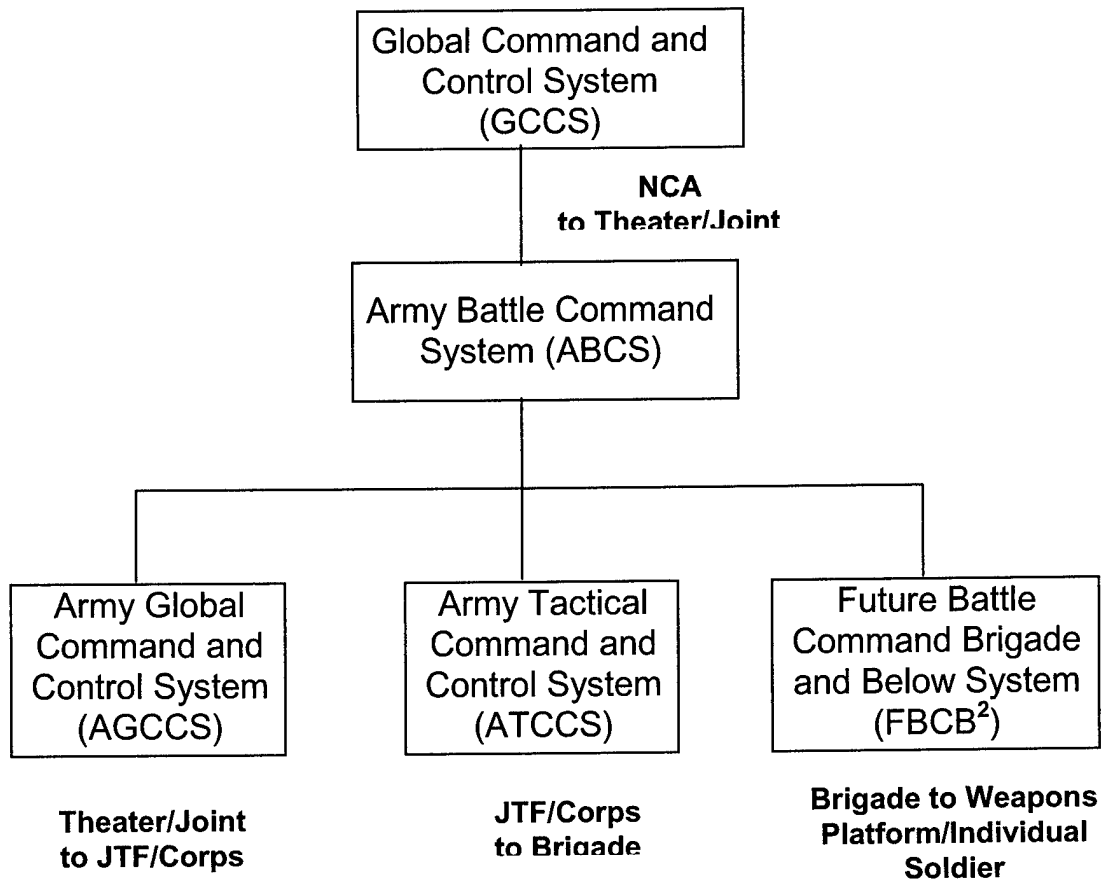 Global Command and
Control System
(GCCS)
NCA
to Theater/Joint
Army Battle Command
System (ABCS)
Army Global
Command and
Control System
(AGCCS)
Army Tactical
Command and
Control System
(ATCCS)
Future Battle
Command Brigade
and Below System
(FBCB²)
Theater/Joint
to JTF/Corps
JTF/Corps
to Brigade
Brigade to Weapons
Platform/Individual
Soldier